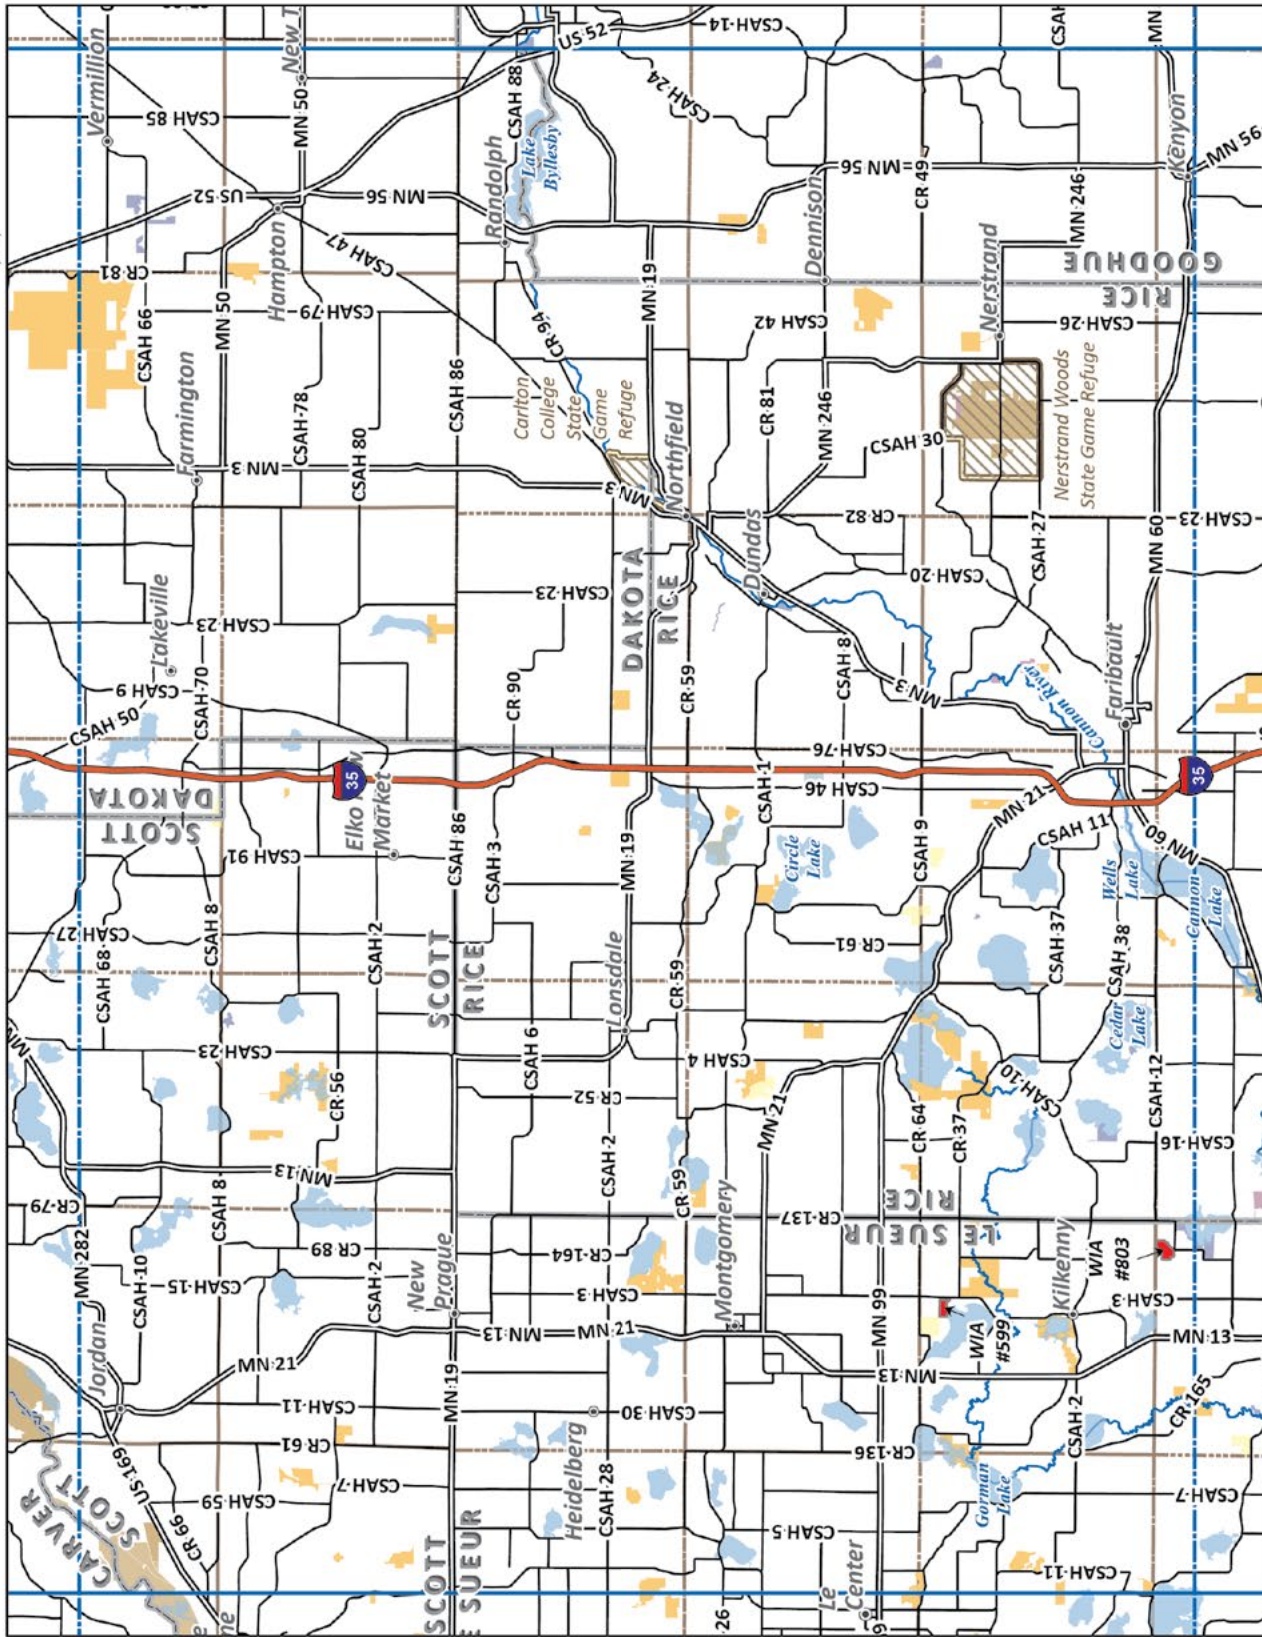 Vermillion
CSAH 85
MN 50
US 52
CSAH 14
CSAH 24
CSAH 88
Lake
Byllesby
Randolph
US 52
MN 56
MN 56
CR 49
Kenyon
MN 56
MN 246
Dennison
Nerstrand
GOODHUE
RICE
CR 81
Hampton
CSAH 47
CSAH 66
MN 50
CSAH 79
CSAH 86
CR 94
MN 19
CSAH 42
CSAH 26
Farmington
CSAH 78
CSAH 80
MN 3
Carlton
College
State
Game
Refuge
MN 3
Northfield
CR 81
MN 246
CSAH 30
Nerstrand Woods
State Game Refuge
CR 82
CSAH 27
MN 60
CSAH 23
Dundas
CSAH 20
Lakeville
CSAH 23
CSAH 23
DAKOTA
RICE
CSAH 9
CSAH 70
CSAH 50
CR 90
CR 59
CSAH 8
MN 3
Cannon River
Faribault
DAKOTA
SCOTT
35
Elko
Market
CSAH 76
CSAH 1
CSAH 46
MN 21
35
CSAH 91
CSAH 86
CSAH 3
MN 19
Circle
Lake
CSAH 9
CSAH 11
MN 60
Wells
Lake
Cannon
Lake
CSAH 27
CSAH 68
CSAH 8
CSAH 2
SCOTT
RICE
Lonsdale
CR 59
CR 61
CSAH 37
CSAH 38
Cedar
Lake
MN
CSAH 23
CR 56
CSAH 6
CSAH 4
CR 52
MN 21
CR 64
CR 37
CSAH 10
CSAH 12
CSAH 16
MN 13
CR 79
CSAH 8
CSAH 2
CR 59
RICE
LE SUEUR
MN 282
CSAH 10
CSAH 15
CR 89
CSAH 2
New
Prague
CR 164
CSAH 3
Montgomery
CR 137
MN 99
Kilkenny
WIA
#803
CSAH 3
WIA
#599
Jordan
MN 21
MN 13
NW 21
MN 13
MN 13
CSAH 11
MN 19
CSAH 30
Heidelberg
CSAH 2
CR 165
CR 61
CR 136
Gorman
Lake
CARVER
SCOTT
US 169
CR 66
CSAH 59
CSAH 7
CSAH 28
CSAH 5
CSAH 7
SCOTT
E SUEUR
26
Le
Center
CSAH 11